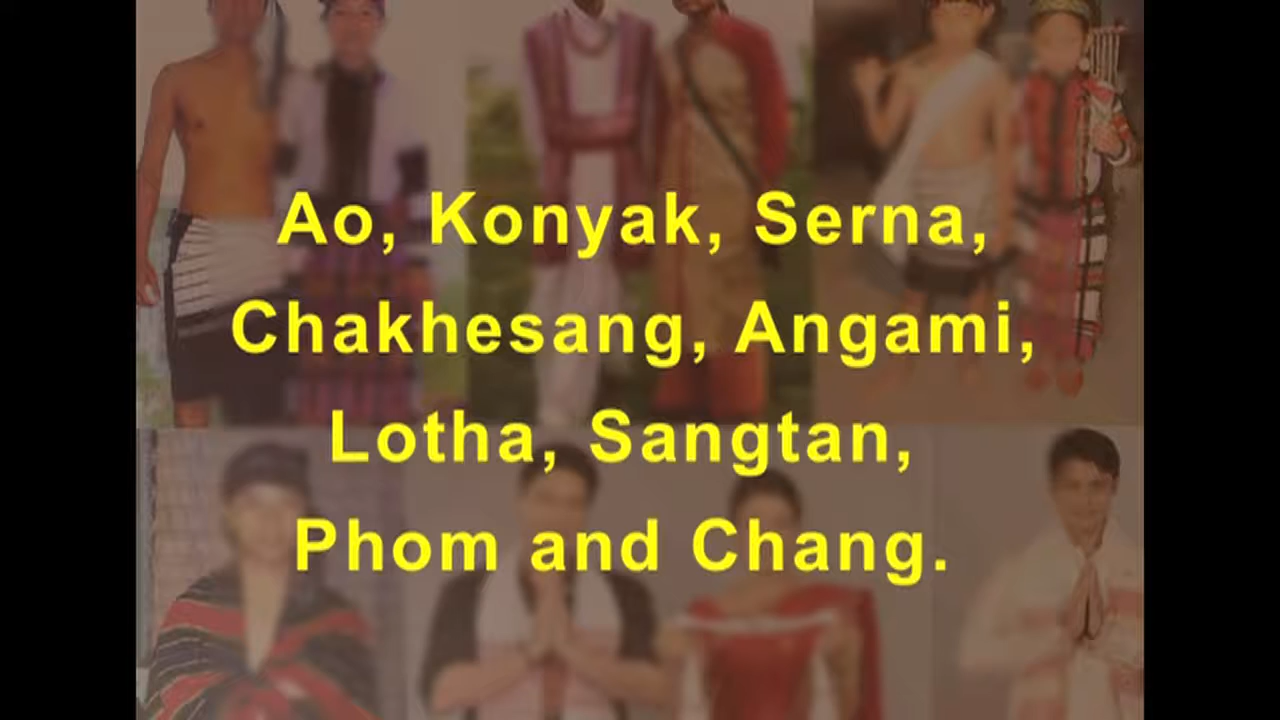 Ao, Konyak, Serna,
Chakhesang, Angami,
Lotha, Sangtan,
Phom and Chang.